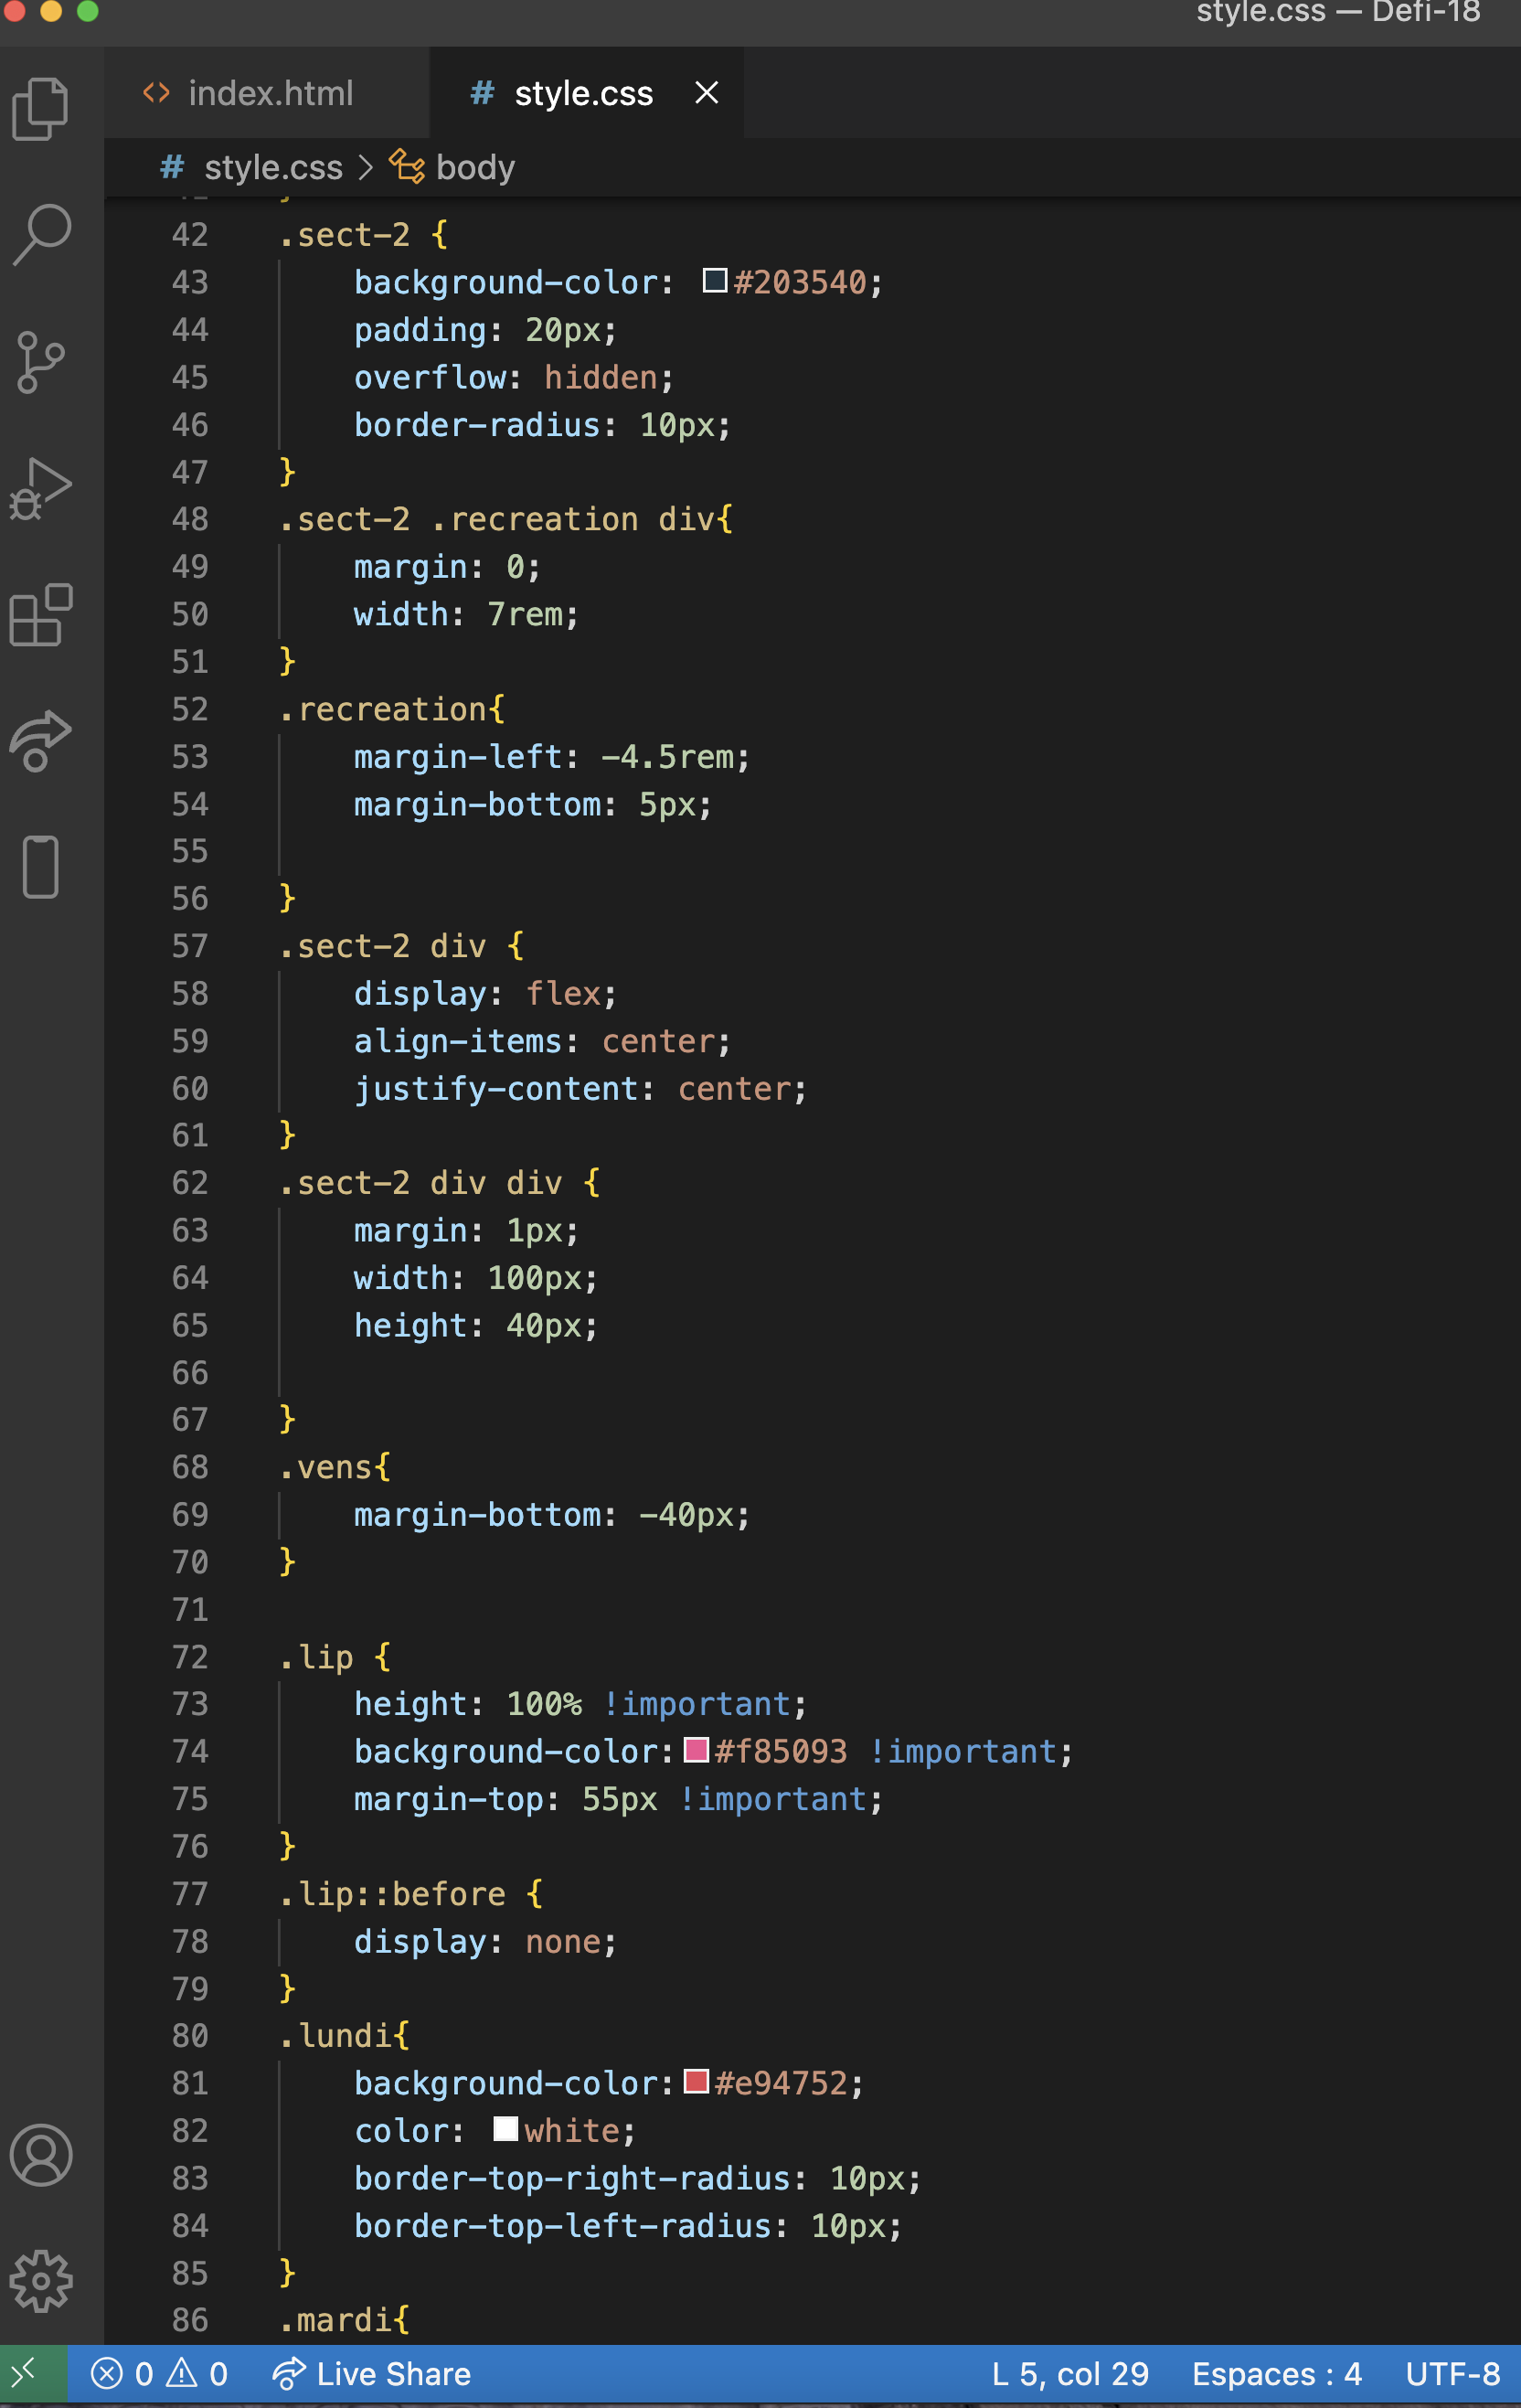 style.css — Defi-18
<> index.html # style.css ×
# style.css > body
42 .sect-2 {
43 background-color: #203540;
44 padding: 20px;
45 overflow: hidden;
46 border-radius: 10px;
47 }
48 .sect-2 .recreation div{
49 margin: 0;
50 width: 7rem;
51 }
52 .recreation{
53 margin-left: -4.5rem;
54 margin-bottom: 5px;
55
56 }
57 .sect-2 div {
58 display: flex;
59 align-items: center;
60 justify-content: center;
61 }
62 .sect-2 div div {
63 margin: 1px;
64 width: 100px;
65 height: 40px;
66
67 }
68 .vens{
69 margin-bottom: -40px;
70 }
71
72 .lip {
73 height: 100% !important;
74 background-color:#f85093 !important;
75 margin-top: 55px !important;
76 }
77 .lip::before {
78 display: none;
79 }
80 .lundi{
81 background-color:#e94752;
82 color: white;
83 border-top-right-radius: 10px;
84 border-top-left-radius: 10px;
85 }
86 .mardi{
0 0 Live Share L 5, col 29 Espaces : 4 UTF-8